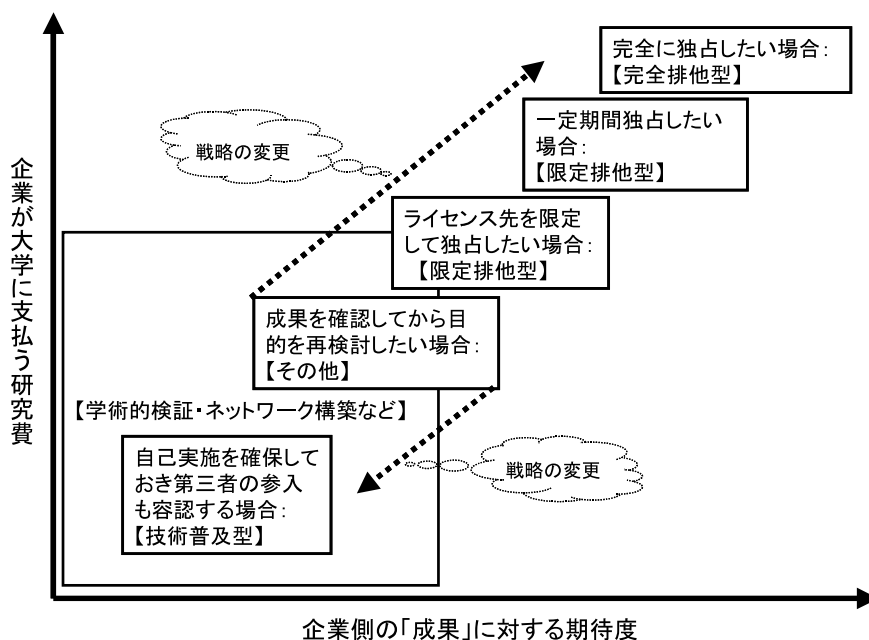 完全に独占したい場合:
【完全排他型】
一定期間独占したい
場合:
【限定排他型】
戦略の変更
ライセンス先を限定
して独占したい場合:
【限定排他型】
成果を確認してから目
的を再検討したい場合:
【その他】
【学術的検証・ネットワーク構築など】
自己実施を確保して
おき第三者の参入
も容認する場合:
【技術普及型】
戦略の変更
企業が大学に支払う研究費
企業側の「成果」に対する期待度